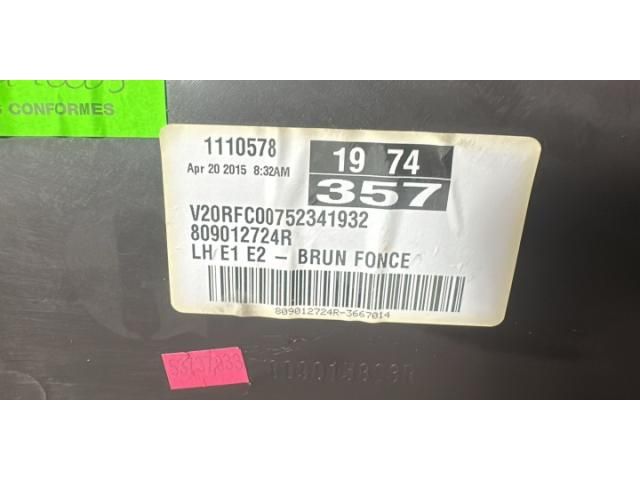 CONFORMES
1110578
19 74
Apr 20 2015 8:32AM
357
V20RFC00752341932
809012724R
LH E1 E2 - BRUN FONCE
809012724R-3667014